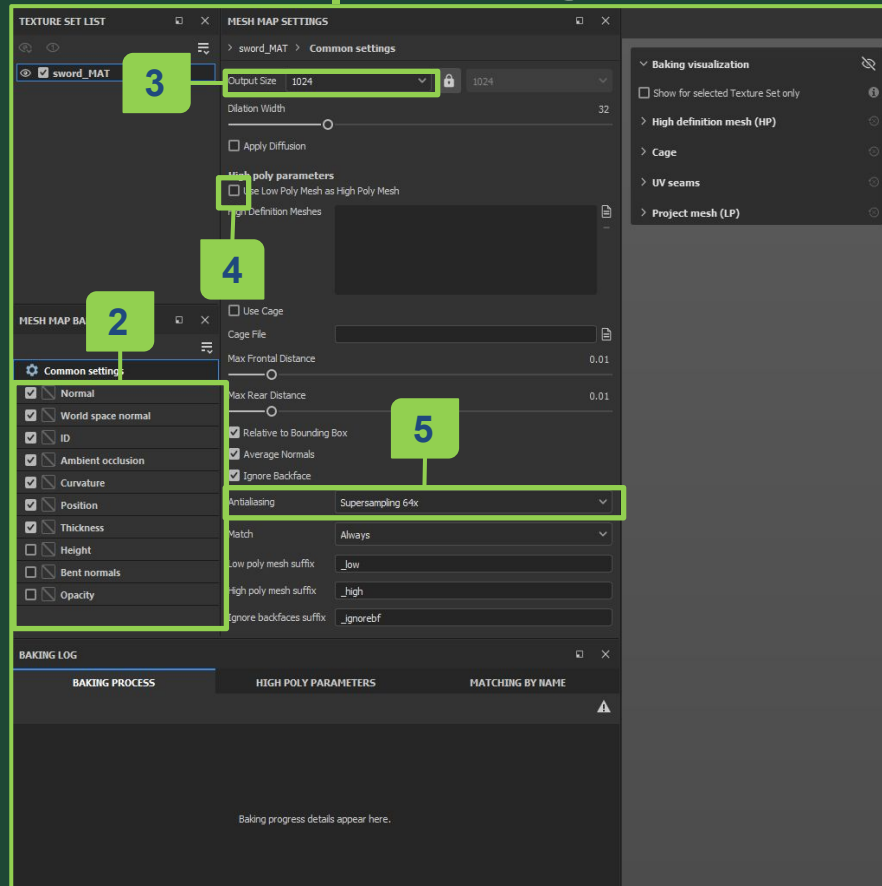 TEXTURE SET LIST
sword_MAT
3
MESH MAP BA
2
Common settings
Normal
World space normal
ID
Ambient occlusion
Curvature
Position
Thickness
Height
Bent normals
Opacity
MESH MAP SETTINGS
> sword_MAT > Common settings
Output Size 1024 1024
Dilation Width 32
Apply Diffusion
High poly parameters
Use Low Poly Mesh as High Poly Mesh
High Definition Meshes
4
Use Cage
Cage File
Max Frontal Distance 0.01
Max Rear Distance 0.01
Relative to Bounding Box
5
Average Normals
Ignore Backface
Antialiasing Supersampling 64x
Match Always
Low poly mesh suffix _low
High poly mesh suffix _high
Ignore backfaces suffix _ignorebf
Baking visualization
Show for selected Texture Set only
> High definition mesh (HP)
> Cage
> UV seams
> Project mesh (LP)
BAKING LOG
BAKING PROCESS HIGH POLY PARAMETERS MATCHING BY NAME
Baking progress details appear here.